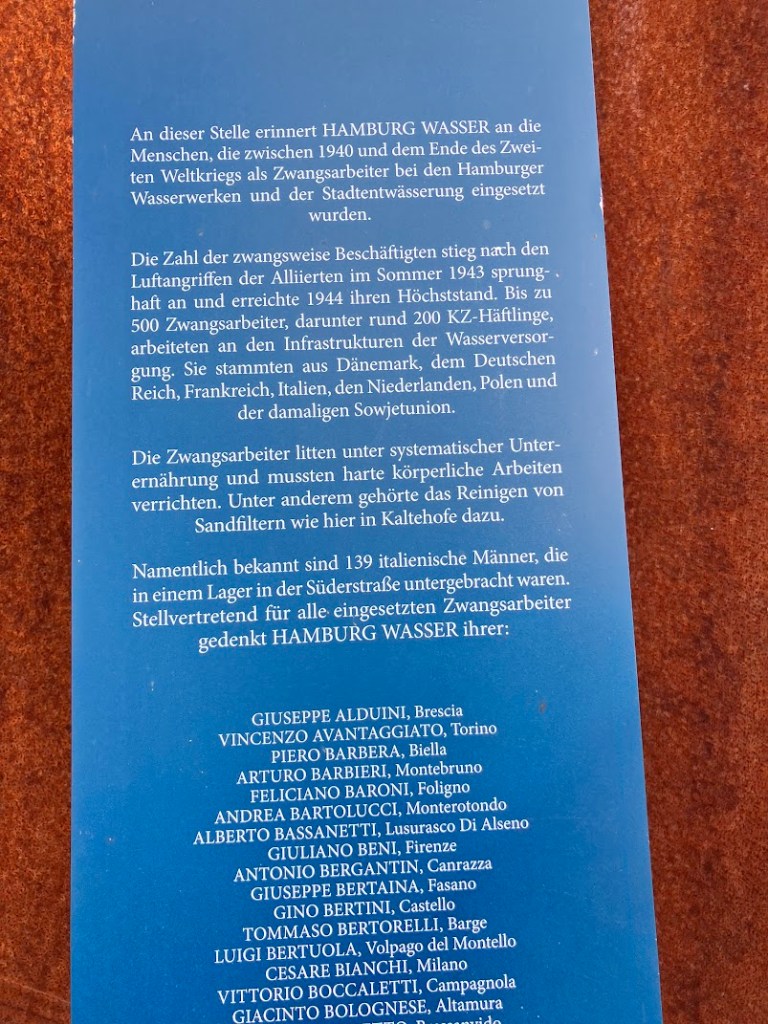 An dieser Stelle erinnert HAMBURG WASSER an die
Menschen, die zwischen 1940 und dem Ende des Zwei-
ten Weltkriegs als Zwangsarbeiter bei den Hamburger
Wasserwerken und der Stadtentwässerung eingesetzt
wurden.
Die Zahl der zwangsweise Beschäftigten stieg nach den
Luftangriffen der Alliierten im Sommer 1943 sprung-
haft an und erreichte 1944 ihren Höchststand. Bis zu
500 Zwangsarbeiter, darunter rund 200 KZ-Häftlinge,
arbeiteten an den Infrastrukturen der Wasserversor-
gung. Sie stammten aus Dänemark, dem Deutschen
Reich, Frankreich, Italien, den Niederlanden, Polen und
der damaligen Sowjetunion.
Die Zwangsarbeiter litten unter systematischer Unter-
ernährung und mussten harte körperliche Arbeiten
verrichten. Unter anderem gehörte das Reinigen von
Sandfiltern wie hier in Kaltehofe dazu.
Namentlich bekannt sind 139 italienische Männer, die
in einem Lager in der Süderstraße untergebracht waren.
Stellvertretend für alle eingesetzten Zwangsarbeiter
gedenkt HAMBURG WASSER ihrer:
GIUSEPPE ALDUINI, Brescia
VINCENZO AVANTAGGIATO, Torino
PIERO BARBERA, Biella
ARTURO BARBIERI, Montebruno
FELICIANO BARONI, Foligno
ANDREA BARTOLUCCI, Monterotondo
ALBERTO BASSANETTI, Lusurasco Di Alseno
GIULIANO BENI, Firenze
ANTONIO BERGANTIN, Canrazza
GIUSEPPE BERTAINA, Fasano
GINO BERTINI, Castello
TOMMASO BERTORELLI, Barge
LUIGI BERTUOLA, Volpago del Montello
CESARE BIANCHI, Milano
VITTORIO BOCCALETTI, Campagnola
GIACINTO BOLOGNESE, Altamura